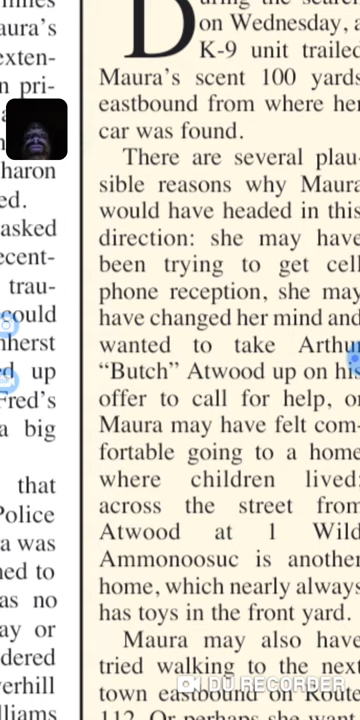 aura's
exten-
n pri-
haron
ed.
asked
ecent-
trau-
could
nherst
ed up
Fred's
a big
that
Police
a was
ned to
as no
ay or
dered
verhill
lliams
D
on Wednesday, a
K-9 unit trailed
Maura's scent 100 yards
eastbound from where her
car was found.
There are several plau-
sible reasons why Maura
would have headed in this
direction: she may have
been trying to get cell
phone reception, she may
have changed her mind and
wanted to take Arthur
“Butch” Atwood up on his
offer to call for help, or
Maura may have felt com-
fortable going to a home
where children lived:
across the street from
Atwood at 1 Wild
Ammonoosuc is another
home, which nearly always
has toys in the front yard.
Maura may also have
tried walking to the next
town eastbound on Route
112. Or perhaps she want
DU RECORDER